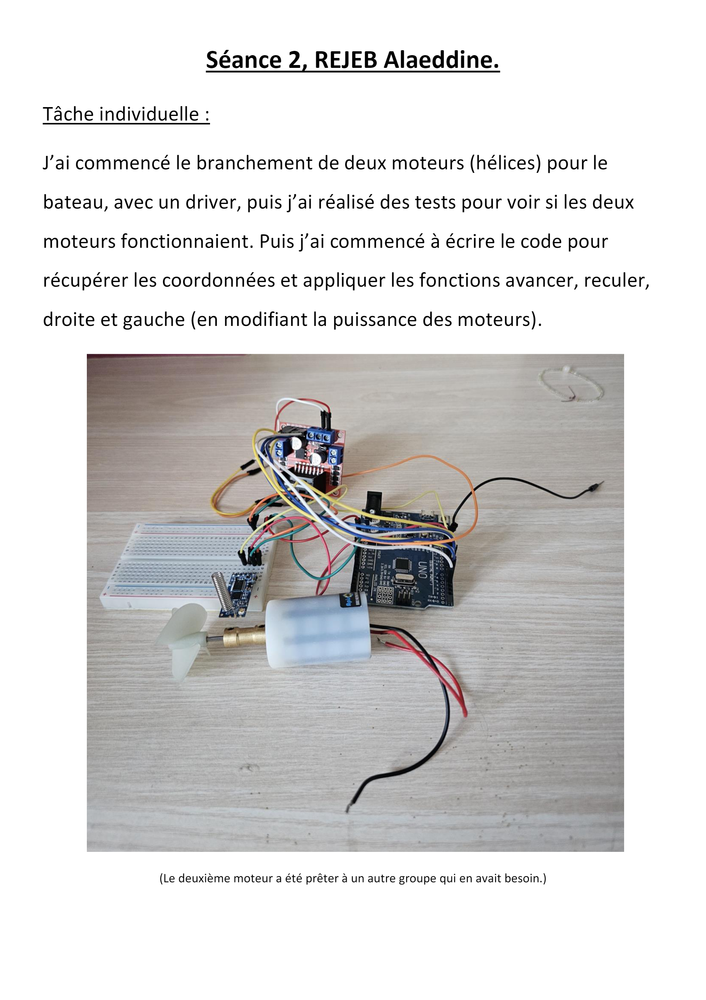 Séance 2, REJEB Alaeddine.
Tâche individuelle :
J’ai commencé le branchement de deux moteurs (hélices) pour le
bateau, avec un driver, puis j’ai réalisé des tests pour voir si les deux
moteurs fonctionnaient. Puis j’ai commencé à écrire le code pour
récupérer les coordonnées et appliquer les fonctions avancer, reculer,
droite et gauche (en modifiant la puissance des moteurs).
UNO
(Le deuxième moteur a été prêter à un autre groupe qui en avait besoin.)